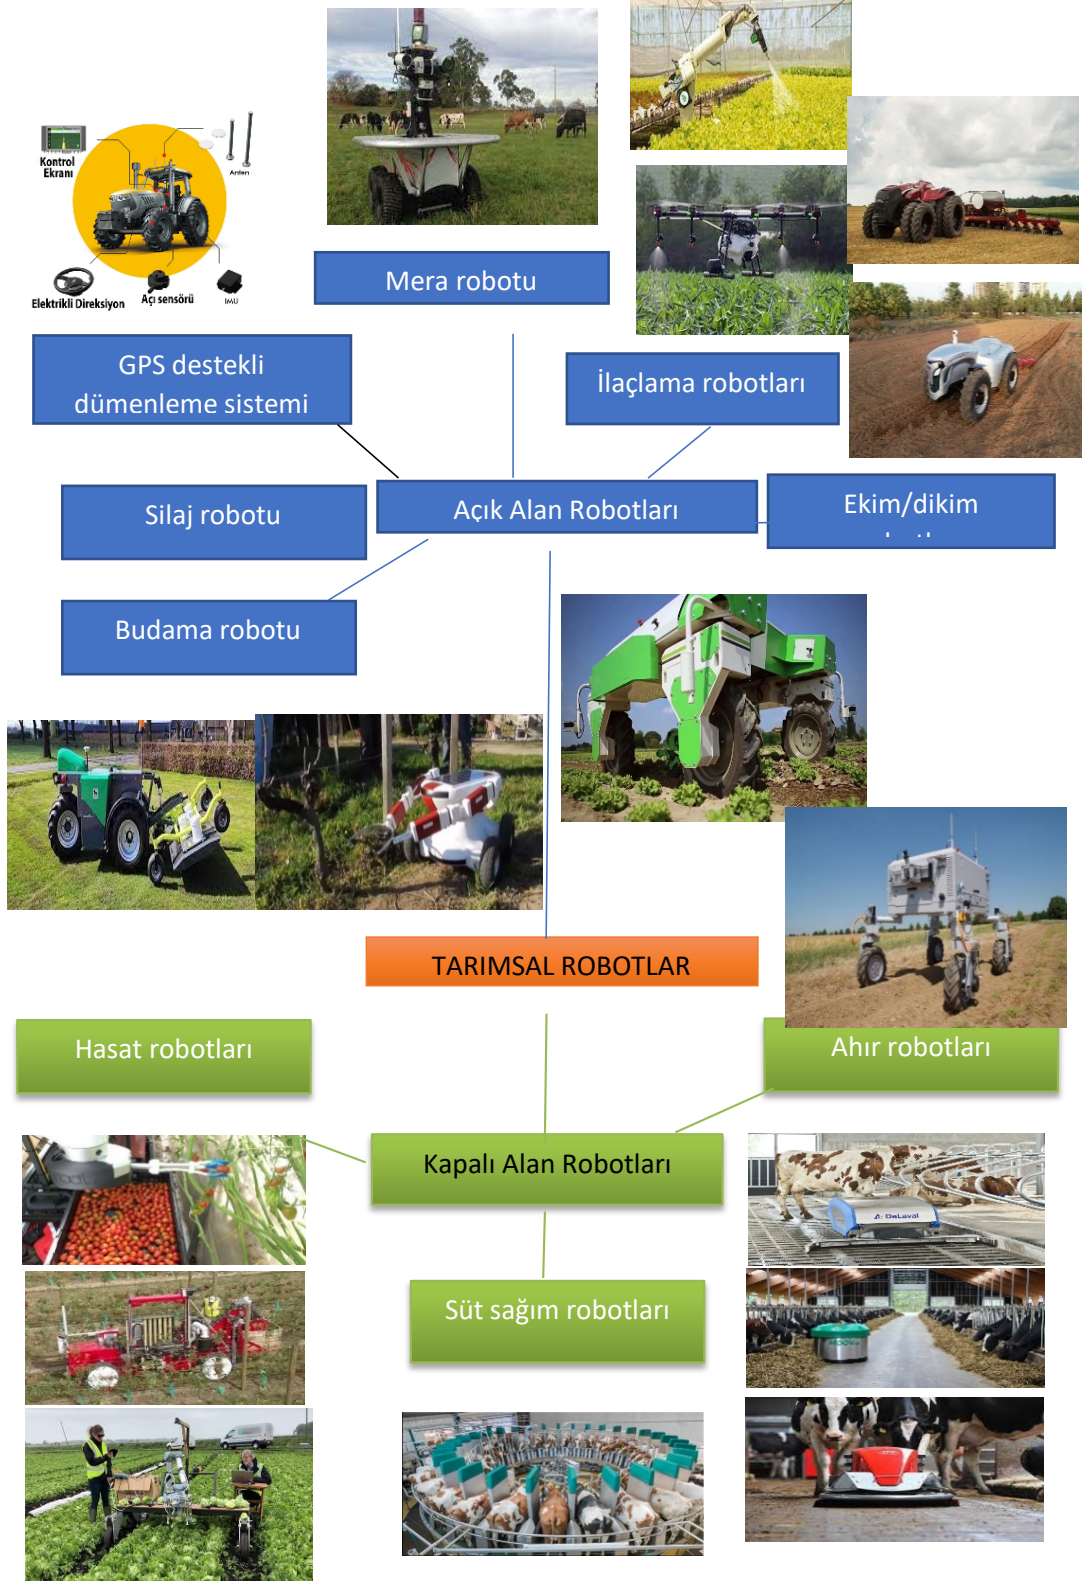 Kontrol
Ekranı
Anten
Elektrikli Direksiyon
Açı sensörü
IMU
Mera robotu
GPS destekli
dümenleme sistemi
İlaçlama robotları
Silaj robotu
Açık Alan Robotları
Ekim/dikim
Budama robotu
TARIMSAL ROBOTLAR
Hasat robotları
Ahır robotları
Kapalı Alan Robotları
DeLaval
Süt sağım robotları